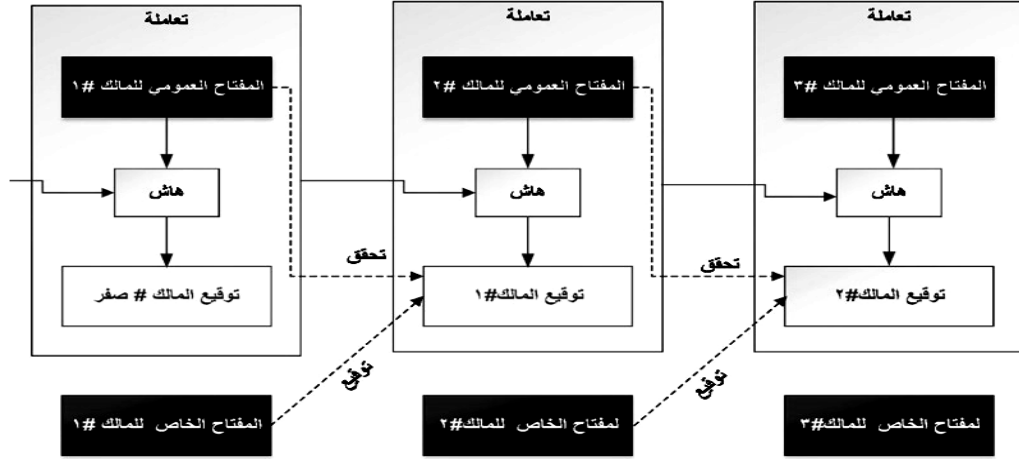 تعاملة
المفتاح العمومي للمالك #١
هاش
توقيع المالك # صفر
تعاملة
المفتاح العمومي للمالك #٢
هاش
توقيع المالك#١
تعاملة
المفتاح العمومي للمالك #٣
هاش
توقيع المالك#٢
تحقق
تحقق
توقيع
توقيع
المفتاح الخاص للمالك #١
لمفتاح الخاص للمالك#٢
لمفتاح الخاص للمالك#٣